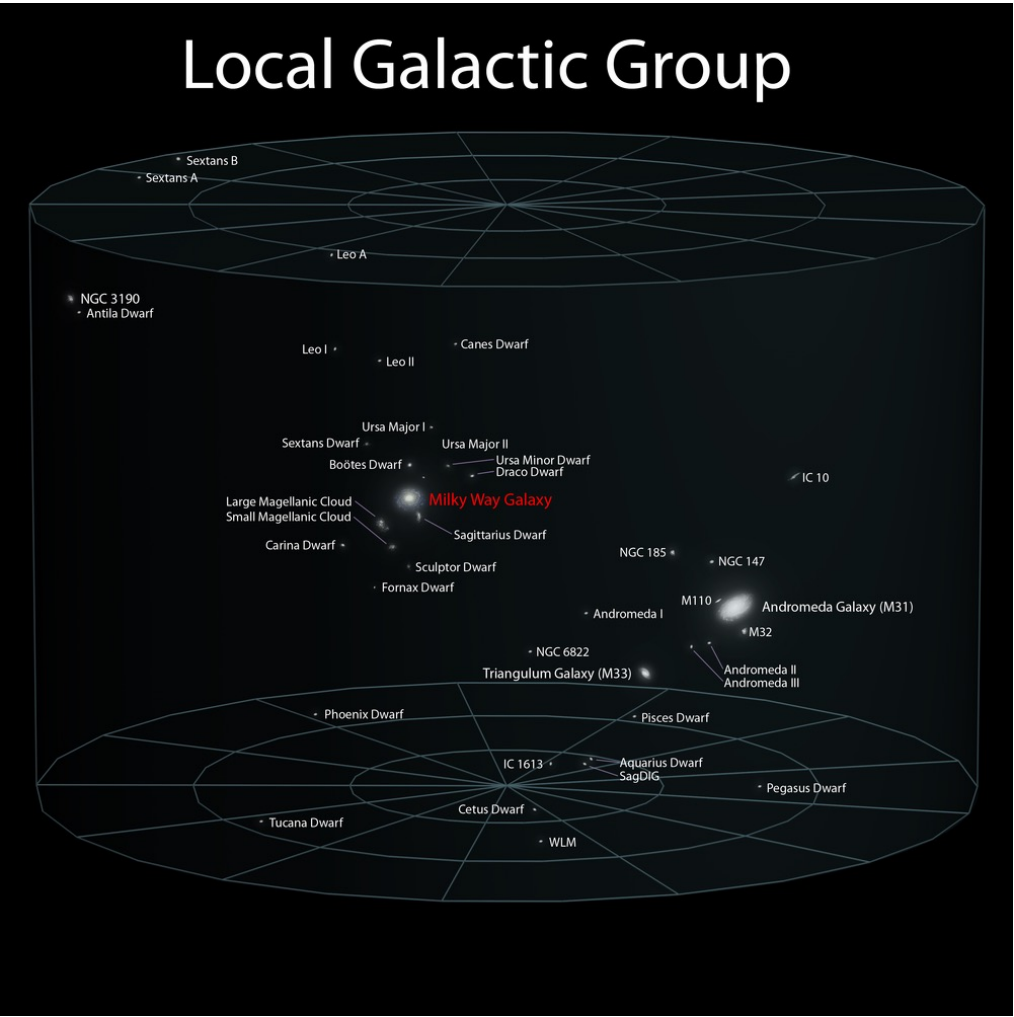 Local Galactic Group
Sextans B
Sextans A
Leo A
NGC 3190
Antila Dwarf
Canes Dwarf
Leo I
Leo II
Ursa Major I
Sextans Dwarf
Ursa Major II
Boötes Dwarf
Ursa Minor Dwarf
Draco Dwarf
IC 10
Milky Way Galaxy
Large Magellanic Cloud
Small Magellanic Cloud
Sagittarius Dwarf
Carina Dwarf
NGC 185
NGC 147
Sculptor Dwarf
Fornax Dwarf
M110
Andromeda Galaxy (M31)
Andromeda I
M32
NGC 6822
Andromeda II
Triangulum Galaxy (M33)
Andromeda III
Phoenix Dwarf
Pisces Dwarf
IC 1613
Aquarius Dwarf
SagDIG
Pegasus Dwarf
Cetus Dwarf
Tucana Dwarf
WLM